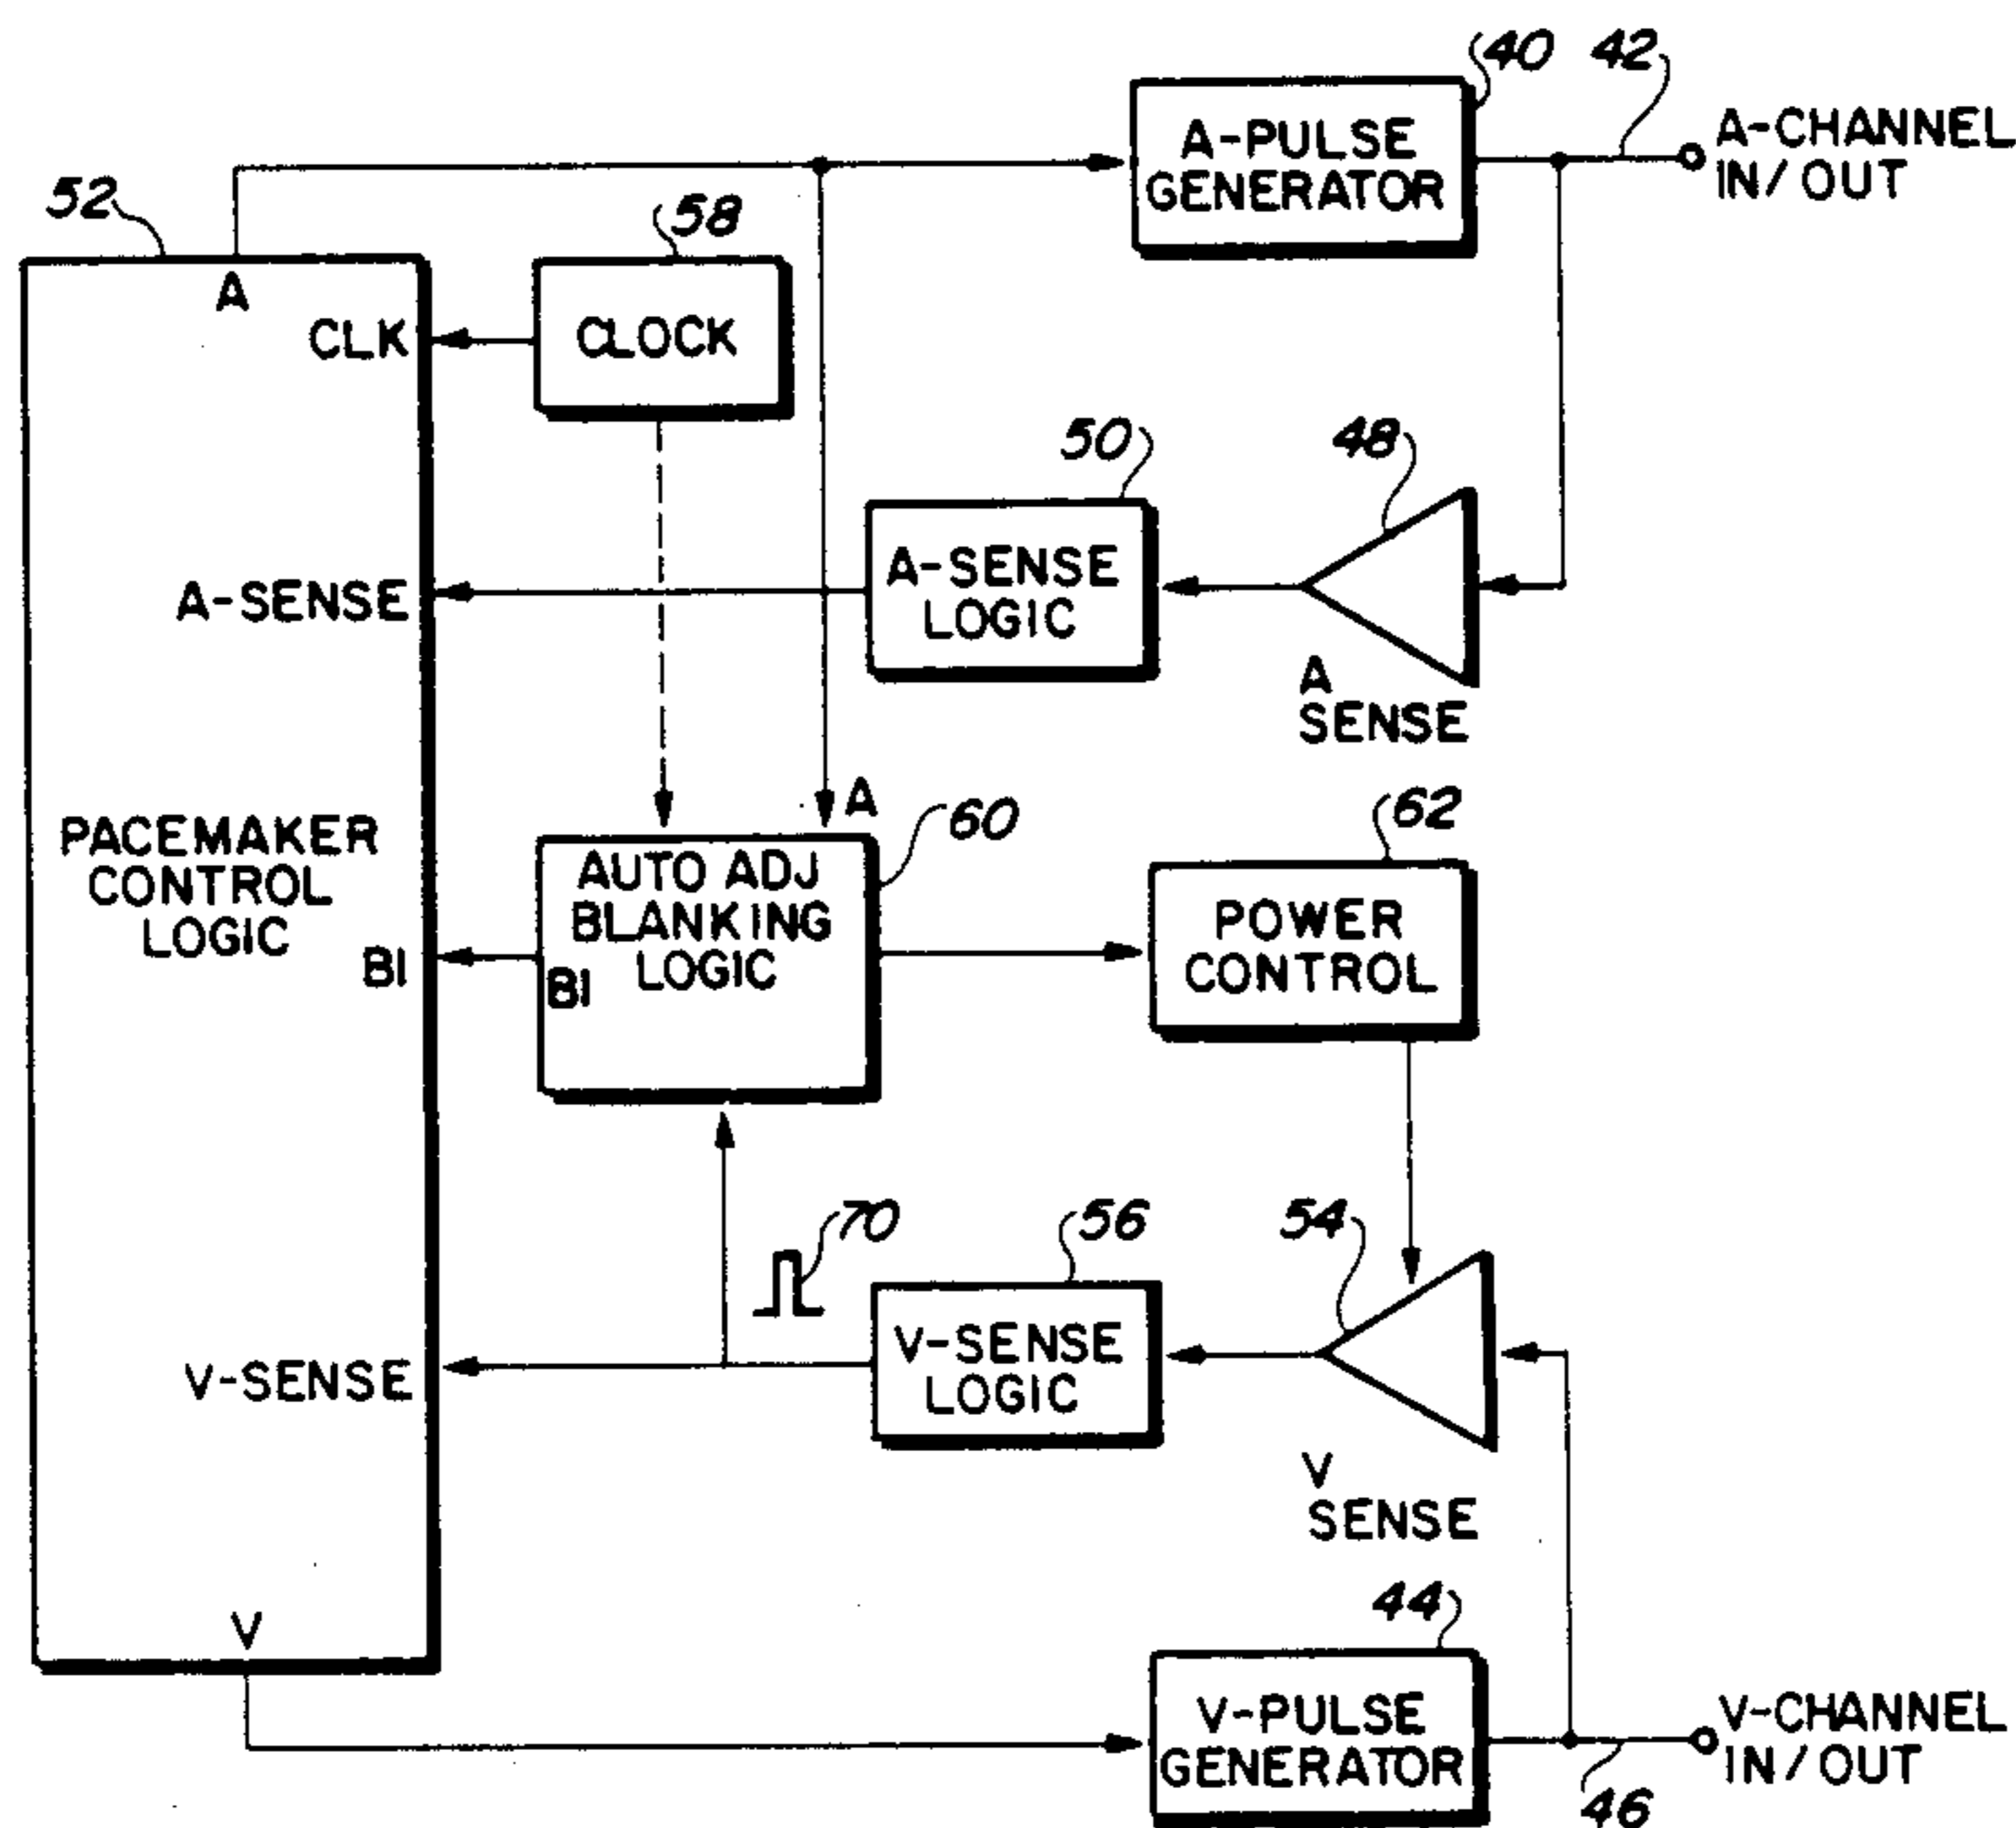 40
42
A-PULSE
GENERATOR
A-CHANNEL
IN/OUT
52
58
A
CLK
CLOCK
50
48
A-SENSE
A-SENSE
LOGIC
A
SENSE
A
60
62
PACEMAKER
CONTROL
LOGIC
AUTO ADJ
BLANKING
LOGIC
POWER
CONTROL
BI
BI
70
56
54
V-SENSE
V-SENSE
LOGIC
V
SENSE
44
V
V-PULSE
GENERATOR
V-CHANNEL
IN/OUT
46